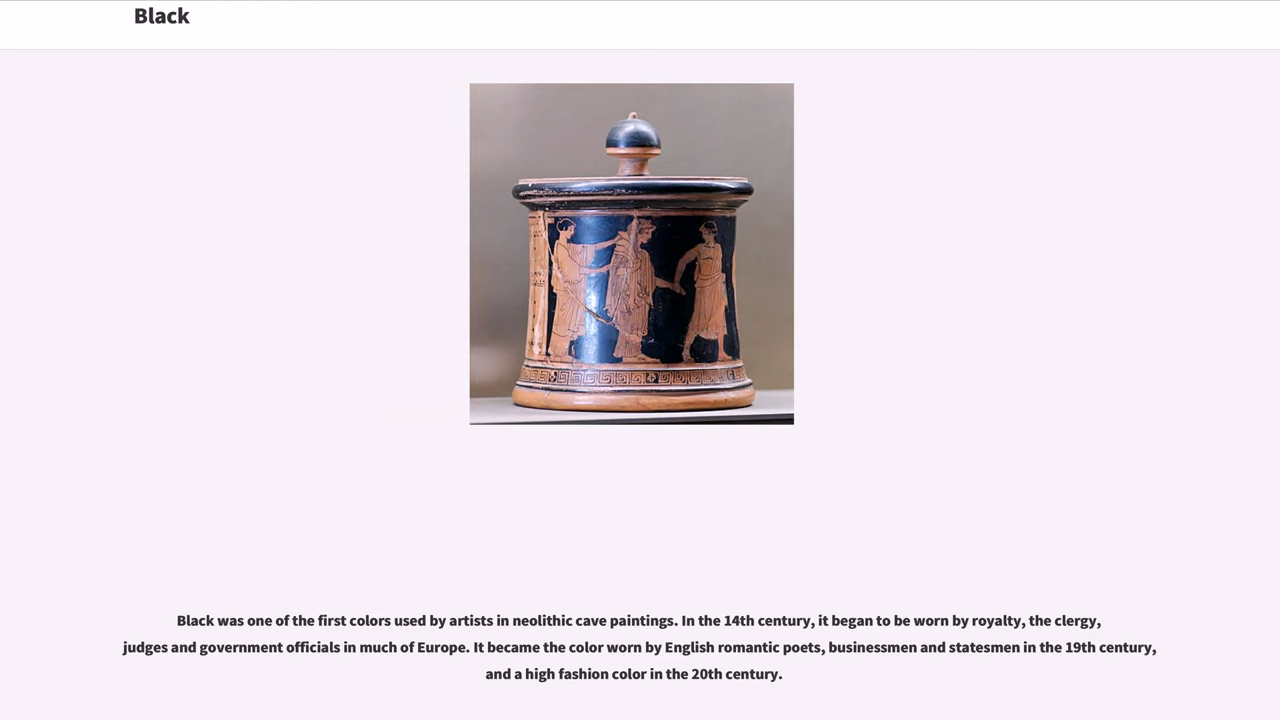 Black
Black was one of the first colors used by artists in neolithic cave paintings. In the 14th century, it began to be worn by royalty, the clergy,
judges and government officials in much of Europe. It became the color worn by English romantic poets, businessmen and statesmen in the 19th century,
and a high fashion color in the 20th century.